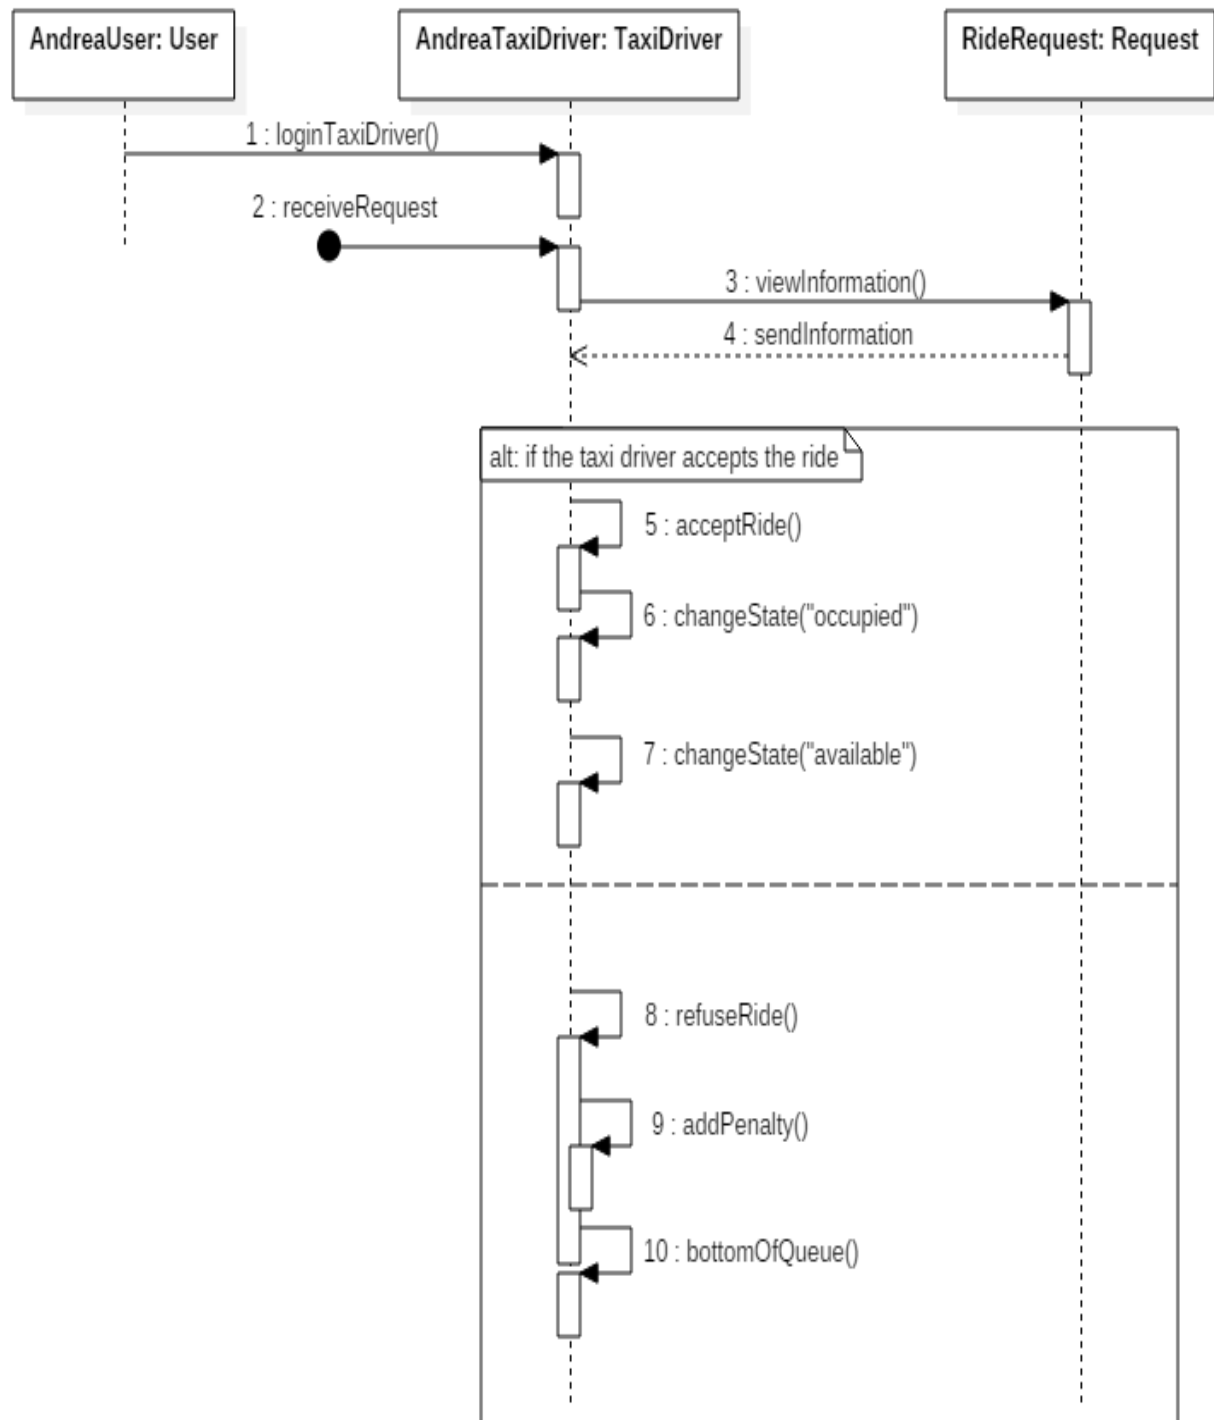 AndreaUser: User
AndreaTaxiDriver: TaxiDriver
RideRequest: Request
1 : loginTaxiDriver()
2 : receiveRequest
3 : viewInformation()
4 : sendInformation
alt: if the taxi driver accepts the ride
5 : acceptRide()
6 : changeState("occupied")
7 : changeState("available")
8 : refuseRide()
9 : addPenalty()
10 : bottomOfQueue()